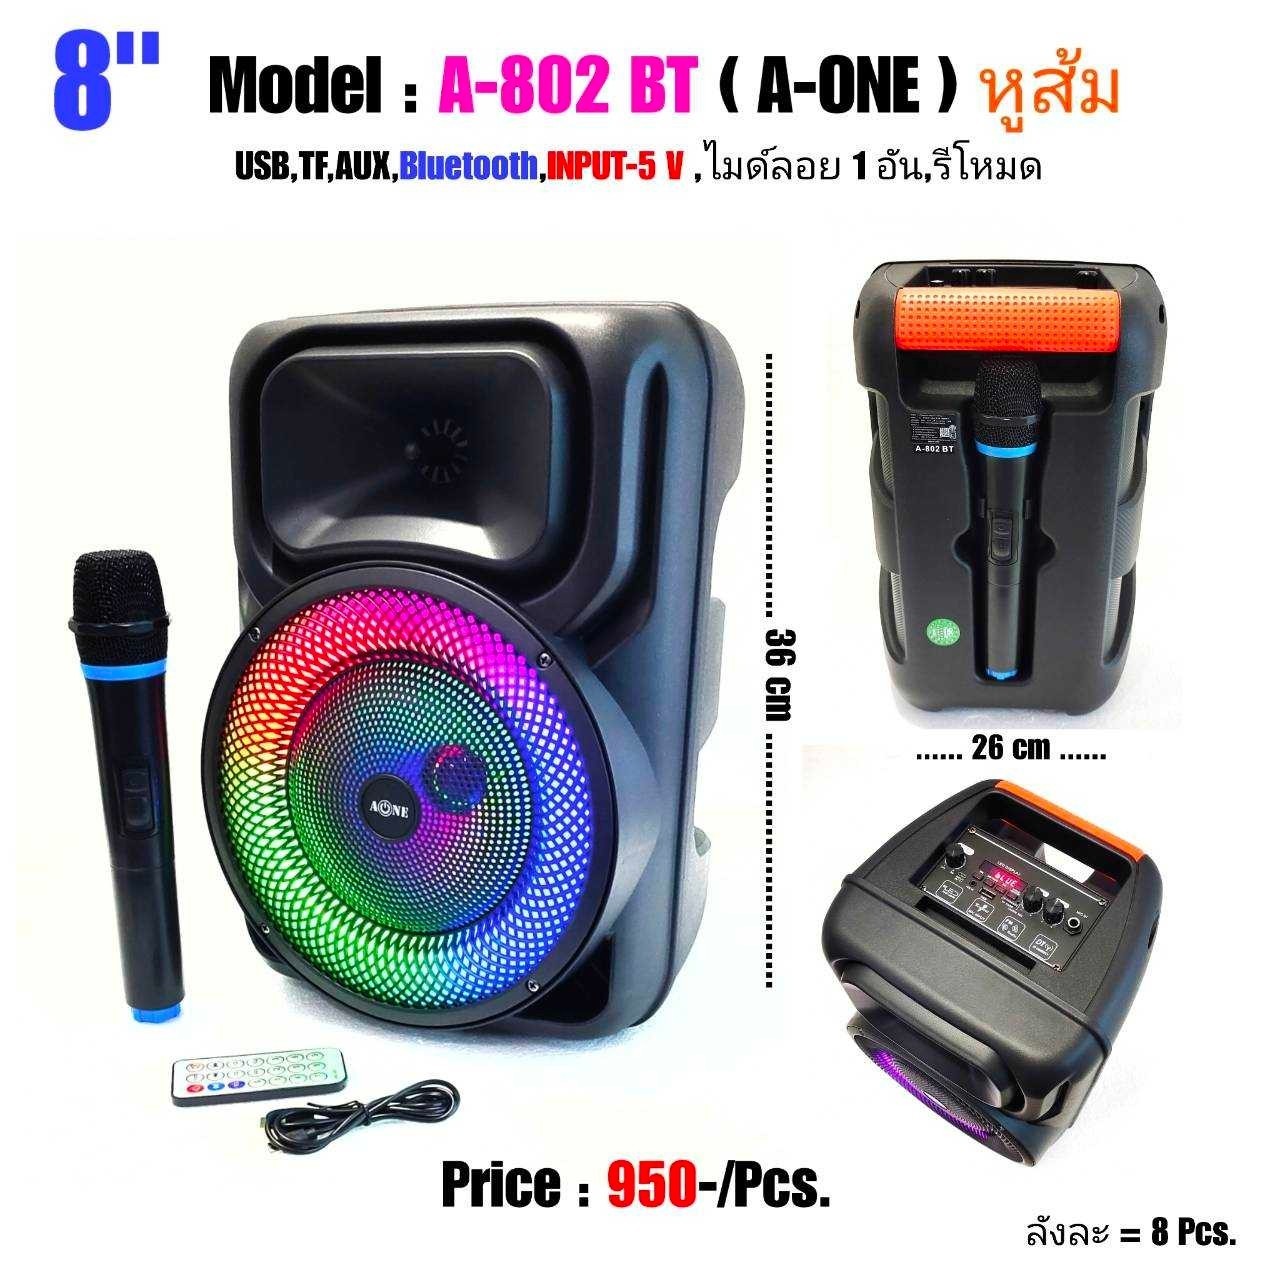 8" Model : A-802 BT ( A-ONE ) หูส้ม
USB,TF,AUX,Bluetooth,INPUT-5 V ,ไมด์ลอย 1 อัน,รีโหมด
A-802 BT
36 cm
...... 26 cm ......
AONE
BLUE
Price : 950-/Pcs.
ลังละ = 8 Pcs.